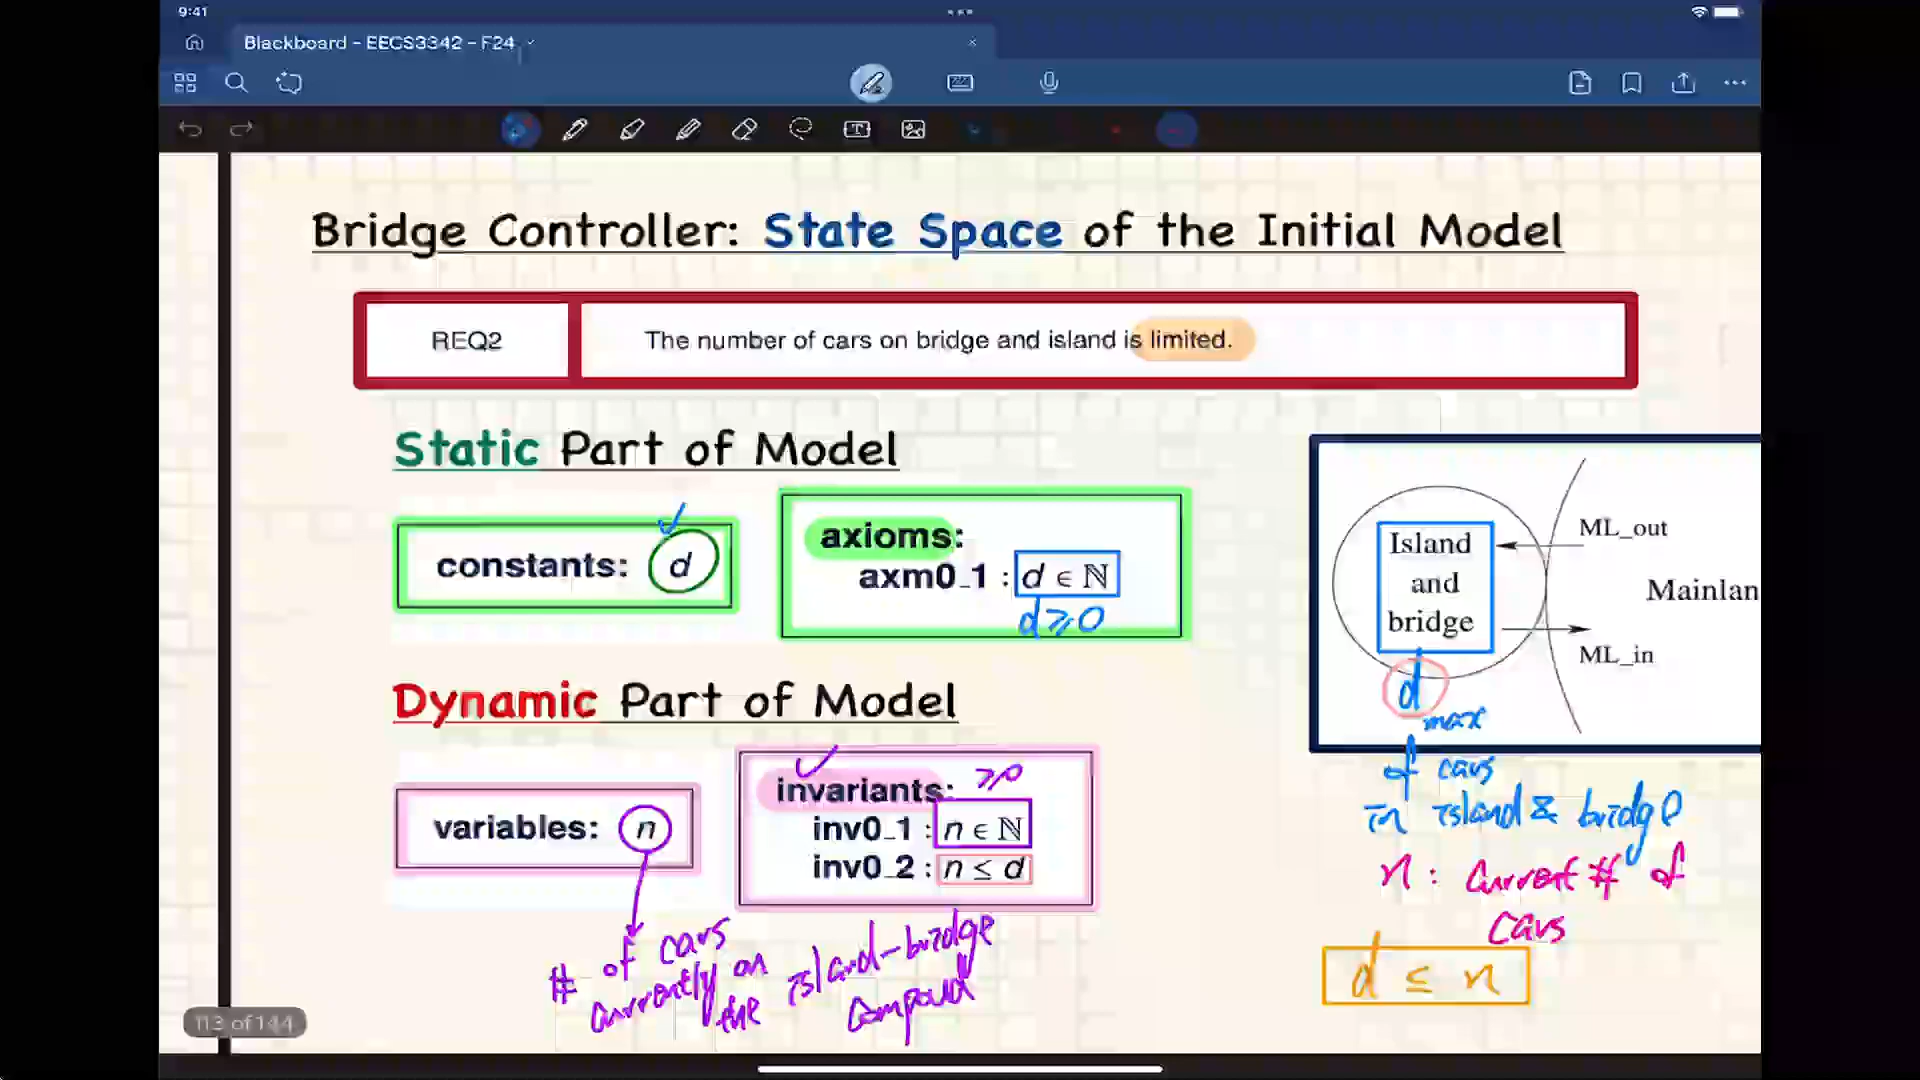 9:41
Blackboard - EECS3342 - F24
Bridge Controller: State Space of the Initial Model
REQ2
The number of cars on bridge and island is limited.
Static Part of Model
constants: d
axioms:
axm0_1 : d ∈ ℕ
d ⩾ 0
Island
and
bridge
ML_out
Mainlan
ML_in
d
max
of cars
in island & bridge
n : current # of
cars
d ≤ n
Dynamic Part of Model
variables: n
invariants: ⩾0
inv0_1 : n ∈ ℕ
inv0_2 : n ≤ d
# of cars
currently on
the island-bridge
compound
113 of 144